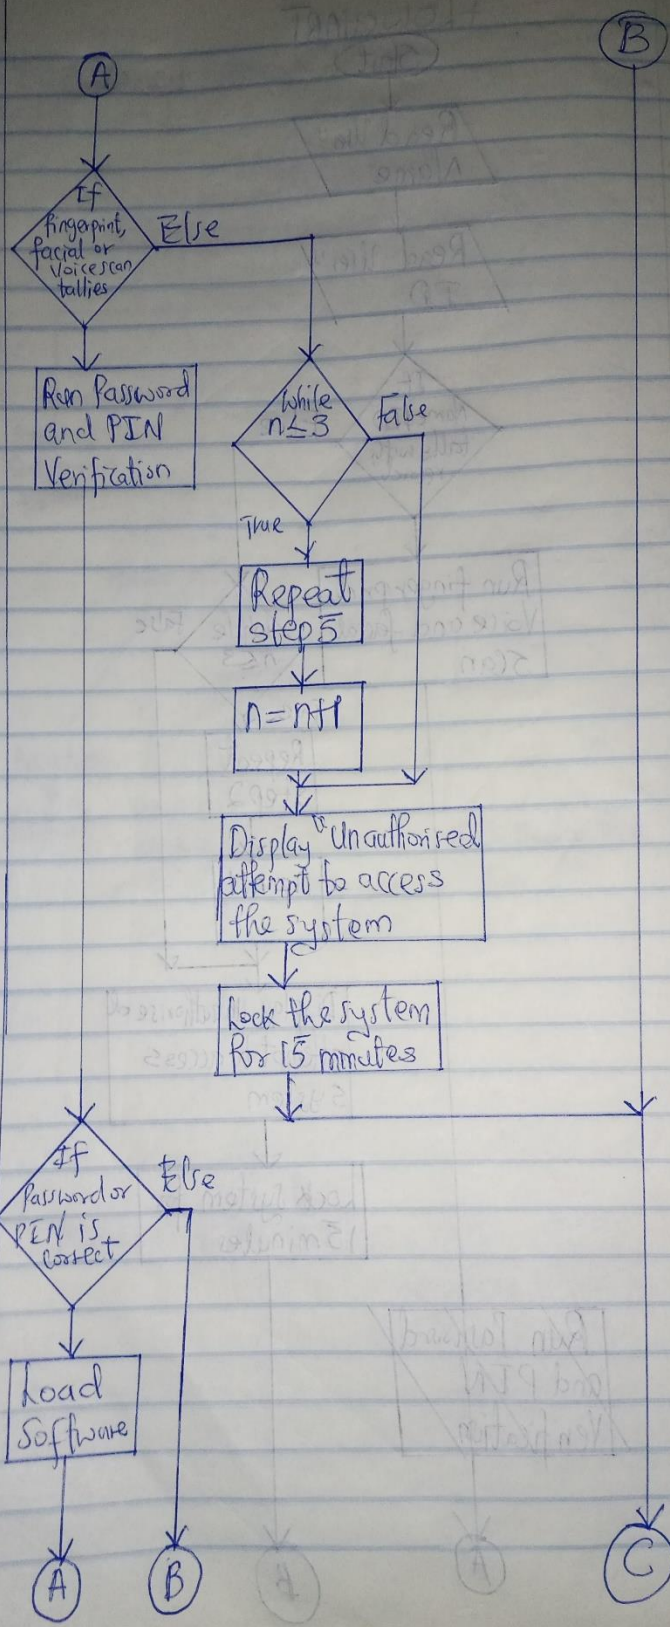 A
B
If
fingerprint,
facial or
Voice scan
tallies
Else
Run Password
and PIN
Verification
While
n≤3
False
True
Repeat
step 5
n=n+1
Display "Unauthorised
attempt to access
the system
Lock the system
for 15 minutes
If
Password or
PIN is
correct
Else
Load
Software
A
B
C